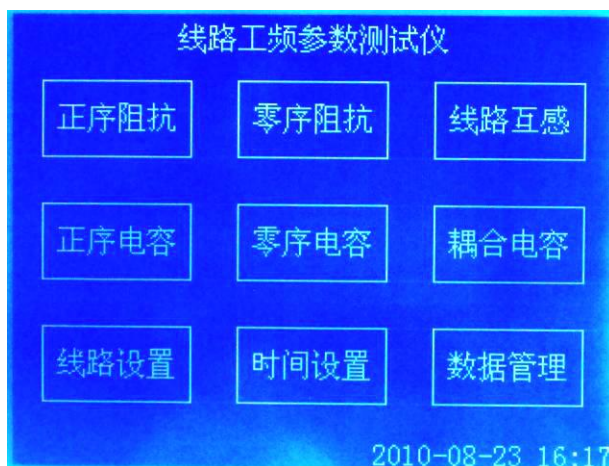 线路工频参数测试仪
正序阻抗 零序阻抗 线路互感
正序电容 零序电容 耦合电容
线路设置 时间设置 数据管理
2010-08-23 16:17